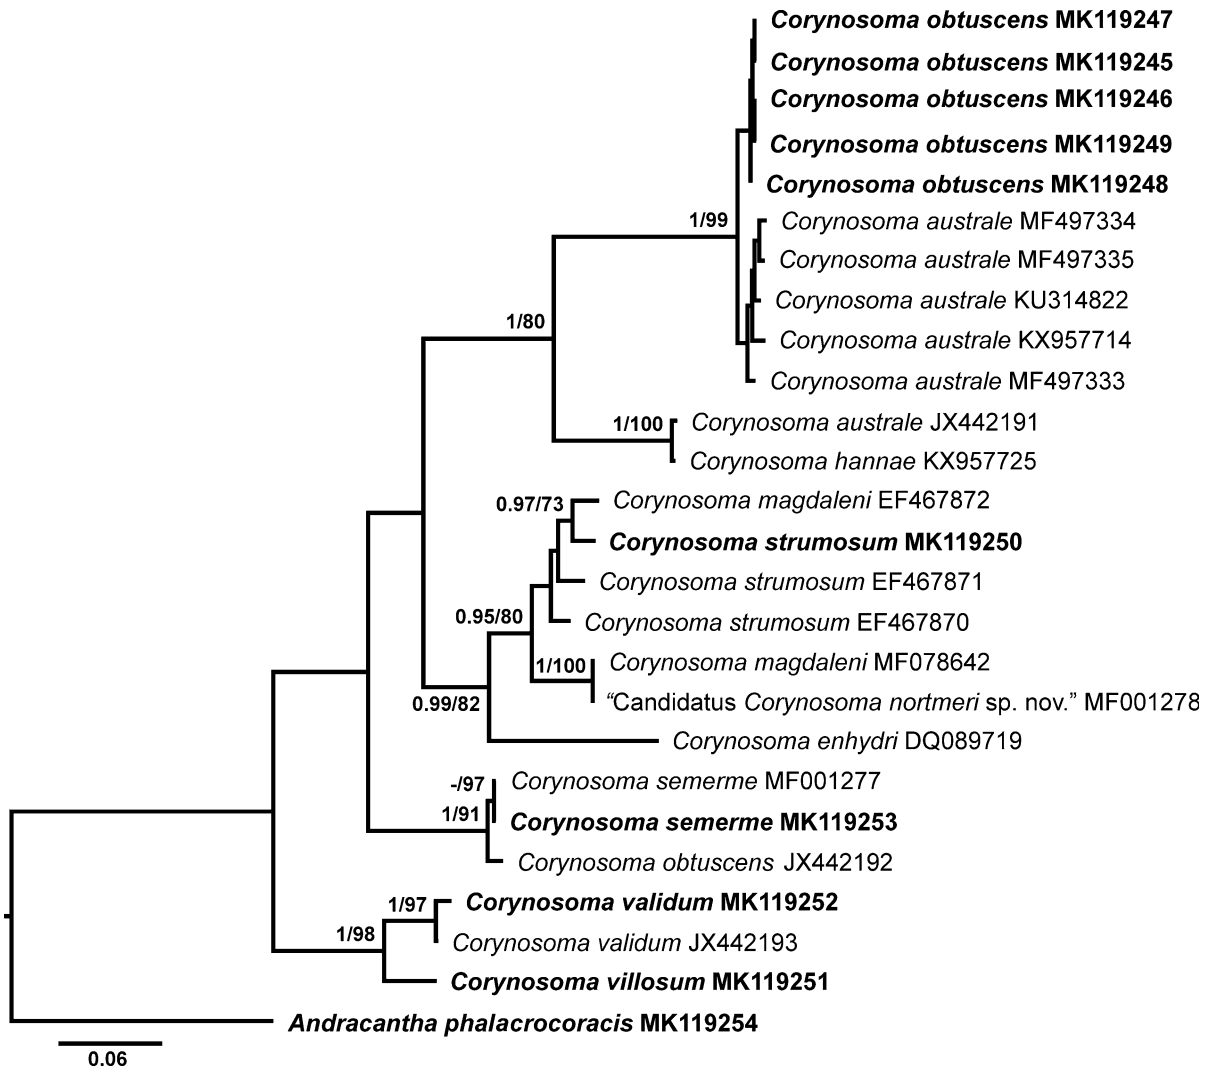 Corynosoma obtuscens MK119247
Corynosoma obtuscens MK119245
Corynosoma obtuscens MK119246
Corynosoma obtuscens MK119249
Corynosoma obtuscens MK119248
1/99
Corynosoma australe MF497334
Corynosoma australe MF497335
Corynosoma australe KU314822
1/80
Corynosoma australe KX957714
Corynosoma australe MF497333
1/100
Corynosoma australe JX442191
Corynosoma hannae KX957725
0.97/73
Corynosoma magdaleni EF467872
Corynosoma strumosum MK119250
Corynosoma strumosum EF467871
0.95/80
Corynosoma strumosum EF467870
1/100
Corynosoma magdaleni MF078642
0.99/82
“Candidatus Corynosoma nortmeri sp. nov.” MF001278
Corynosoma enhydri DQ089719
-/97
Corynosoma semerme MF001277
1/91
Corynosoma semerme MK119253
Corynosoma obtuscens JX442192
1/97
Corynosoma validum MK119252
1/98
Corynosoma validum JX442193
Corynosoma villosum MK119251
Andracantha phalacrocoracis MK119254
0.06